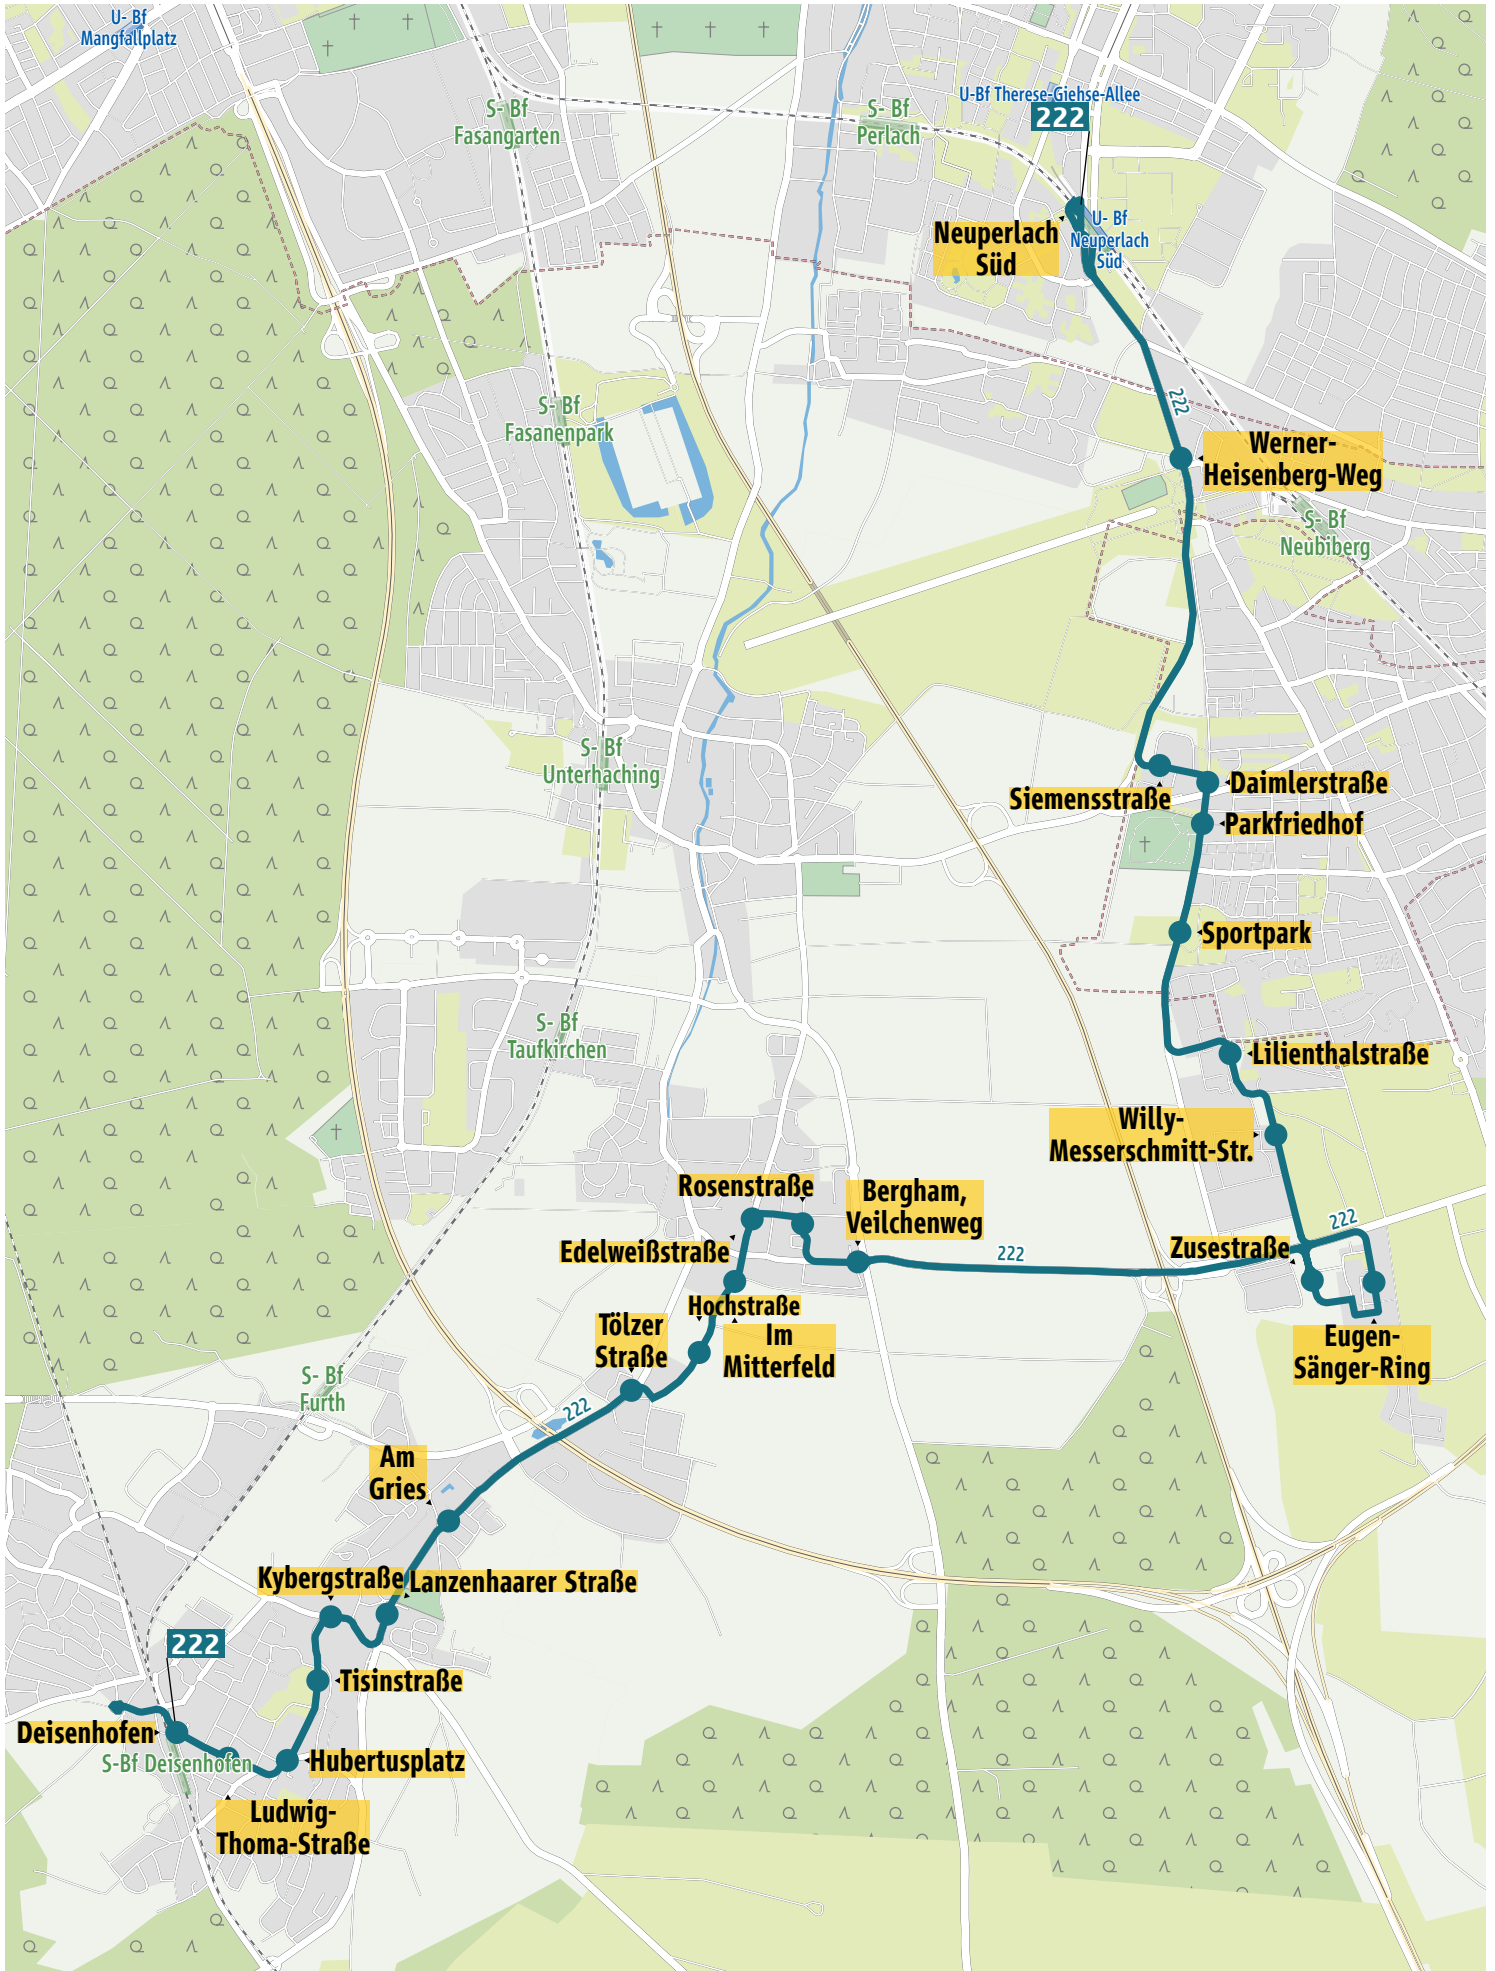 U- Bf
Mangfallplatz
S- Bf
Fasangarten
S- Bf
Perlach
U-Bf Therese-Giehse-Allee
222
Neuperlach
Süd
U- Bf
Neuperlach
Süd
222
S- Bf
Fasanenpark
Werner-
Heisenberg-Weg
S- Bf
Neubiberg
S- Bf
Unterhaching
Siemensstraße
Daimlerstraße
Parkfriedhof
Sportpark
S- Bf
Taufkirchen
Lilienthalstraße
Willy-
Messerschmitt-Str.
Rosenstraße
Bergham,
Veilchenweg
Edelweißstraße
222
Zusestraße
222
Hochstraße
Im
Mitterfeld
Tölzer
Straße
Eugen-
Sänger-Ring
S- Bf
Furth
222
Am
Gries
Kybergstraße
Lanzenhaarer Straße
222
Tisinstraße
Deisenhofen
S-Bf Deisenhofen
Hubertusplatz
Ludwig-
Thoma-Straße